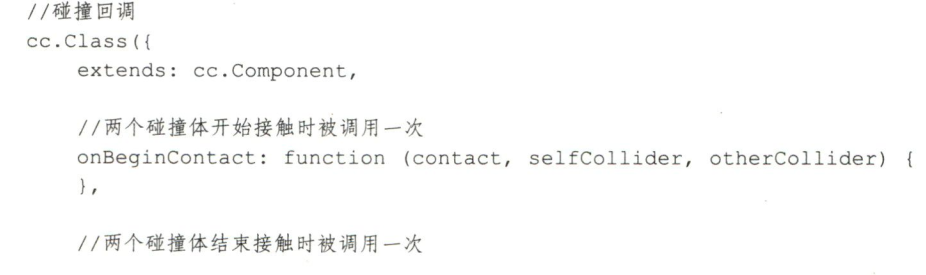 //碰撞回调
cc.Class({
    extends: cc.Component,

    //两个碰撞体开始接触时被调用一次
    onBeginContact: function (contact, selfCollider, otherCollider) {
    },

    //两个碰撞体结束接触时被调用一次